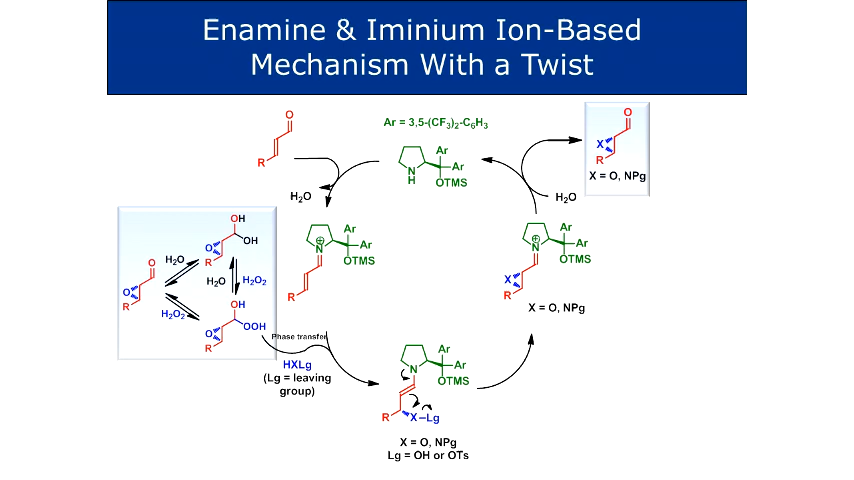 Enamine & Iminium Ion-Based
Mechanism With a Twist
O
R
Ar = 3,5-(CF₃)₂-C₆H₃
Ar
Ar
N
H
OTMS
O
X
R
X = O, NPg
H₂O
H₂O
OH
OH
O
R
H₂O
O
O
R
H₂O
H₂O₂
H₂O₂
OH
OOH
O
R
Ar
Ar
N
⊕
OTMS
R
Ar
Ar
N
⊕
OTMS
X
R
X = O, NPg
Phase transfer
HXLg
(Lg = leaving
group)
Ar
Ar
N
OTMS
R
X–Lg
X = O, NPg
Lg = OH or OTs